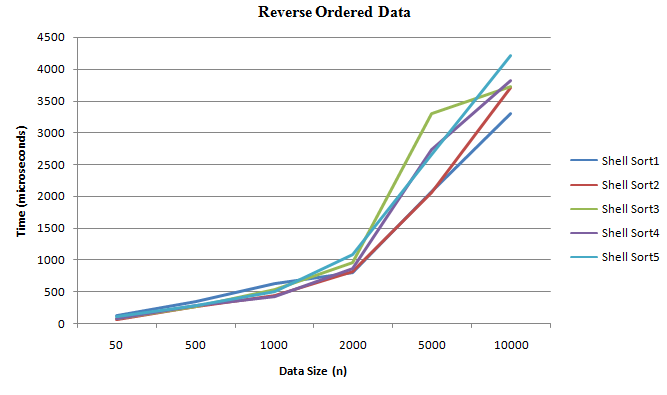 Reverse Ordered Data
4500
4000
3500
3000
2500
2000
1500
1000
500
0
Time (microseconds)
50 500 1000 2000 5000 10000
Data Size (n)
Shell Sort1
Shell Sort2
Shell Sort3
Shell Sort4
Shell Sort5